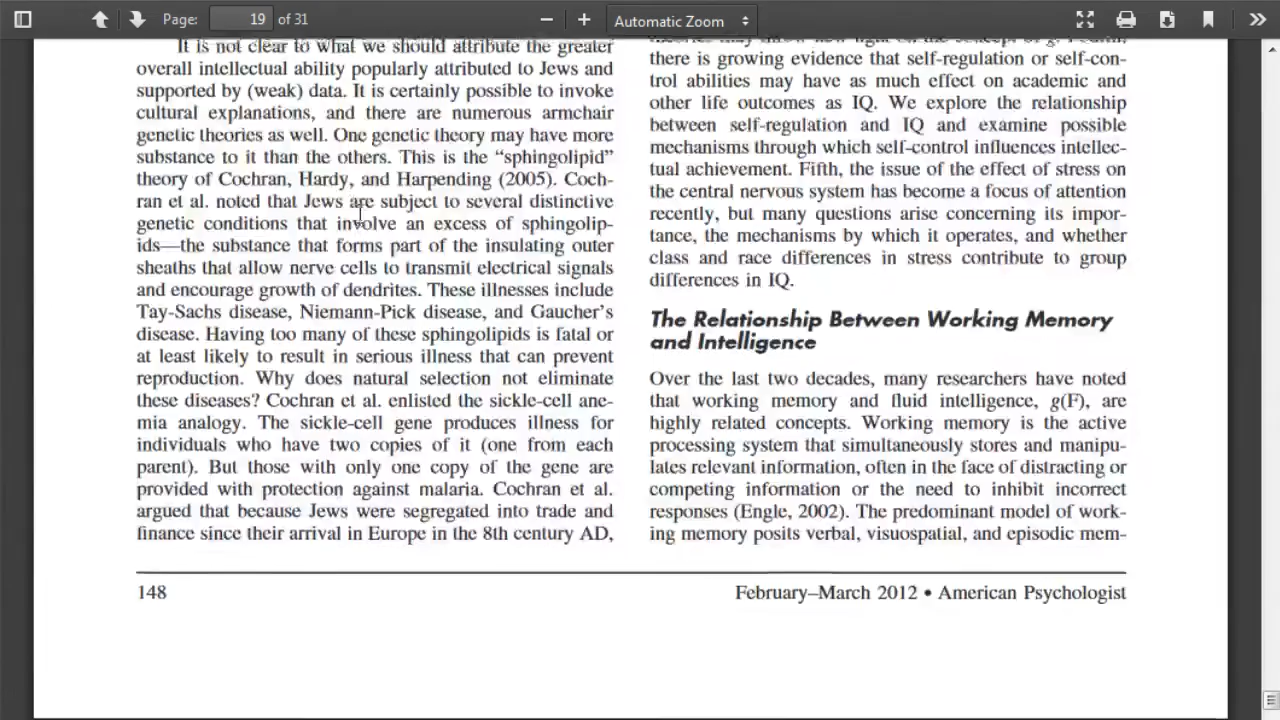 Page: 19 of 31
Automatic Zoom
It is not clear to what we should attribute the greater
overall intellectual ability popularly attributed to Jews and
supported by (weak) data. It is certainly possible to invoke
cultural explanations, and there are numerous armchair
genetic theories as well. One genetic theory may have more
substance to it than the others. This is the “sphingolipid”
theory of Cochran, Hardy, and Harpending (2005). Coch-
ran et al. noted that Jews are subject to several distinctive
genetic conditions that involve an excess of sphingolip-
ids—the substance that forms part of the insulating outer
sheaths that allow nerve cells to transmit electrical signals
and encourage growth of dendrites. These illnesses include
Tay-Sachs disease, Niemann-Pick disease, and Gaucher’s
disease. Having too many of these sphingolipids is fatal or
at least likely to result in serious illness that can prevent
reproduction. Why does natural selection not eliminate
these diseases? Cochran et al. enlisted the sickle-cell ane-
mia analogy. The sickle-cell gene produces illness for
individuals who have two copies of it (one from each
parent). But those with only one copy of the gene are
provided with protection against malaria. Cochran et al.
argued that because Jews were segregated into trade and
finance since their arrival in Europe in the 8th century AD,
there is growing evidence that self-regulation or self-con-
trol abilities may have as much effect on academic and
other life outcomes as IQ. We explore the relationship
between self-regulation and IQ and examine possible
mechanisms through which self-control influences intellec-
tual achievement. Fifth, the issue of the effect of stress on
the central nervous system has become a focus of attention
recently, but many questions arise concerning its impor-
tance, the mechanisms by which it operates, and whether
class and race differences in stress contribute to group
differences in IQ.
The Relationship Between Working Memory
and Intelligence
Over the last two decades, many researchers have noted
that working memory and fluid intelligence, g(F), are
highly related concepts. Working memory is the active
processing system that simultaneously stores and manipu-
lates relevant information, often in the face of distracting or
competing information or the need to inhibit incorrect
responses (Engle, 2002). The predominant model of work-
ing memory posits verbal, visuospatial, and episodic mem-
148
February–March 2012 • American Psychologist